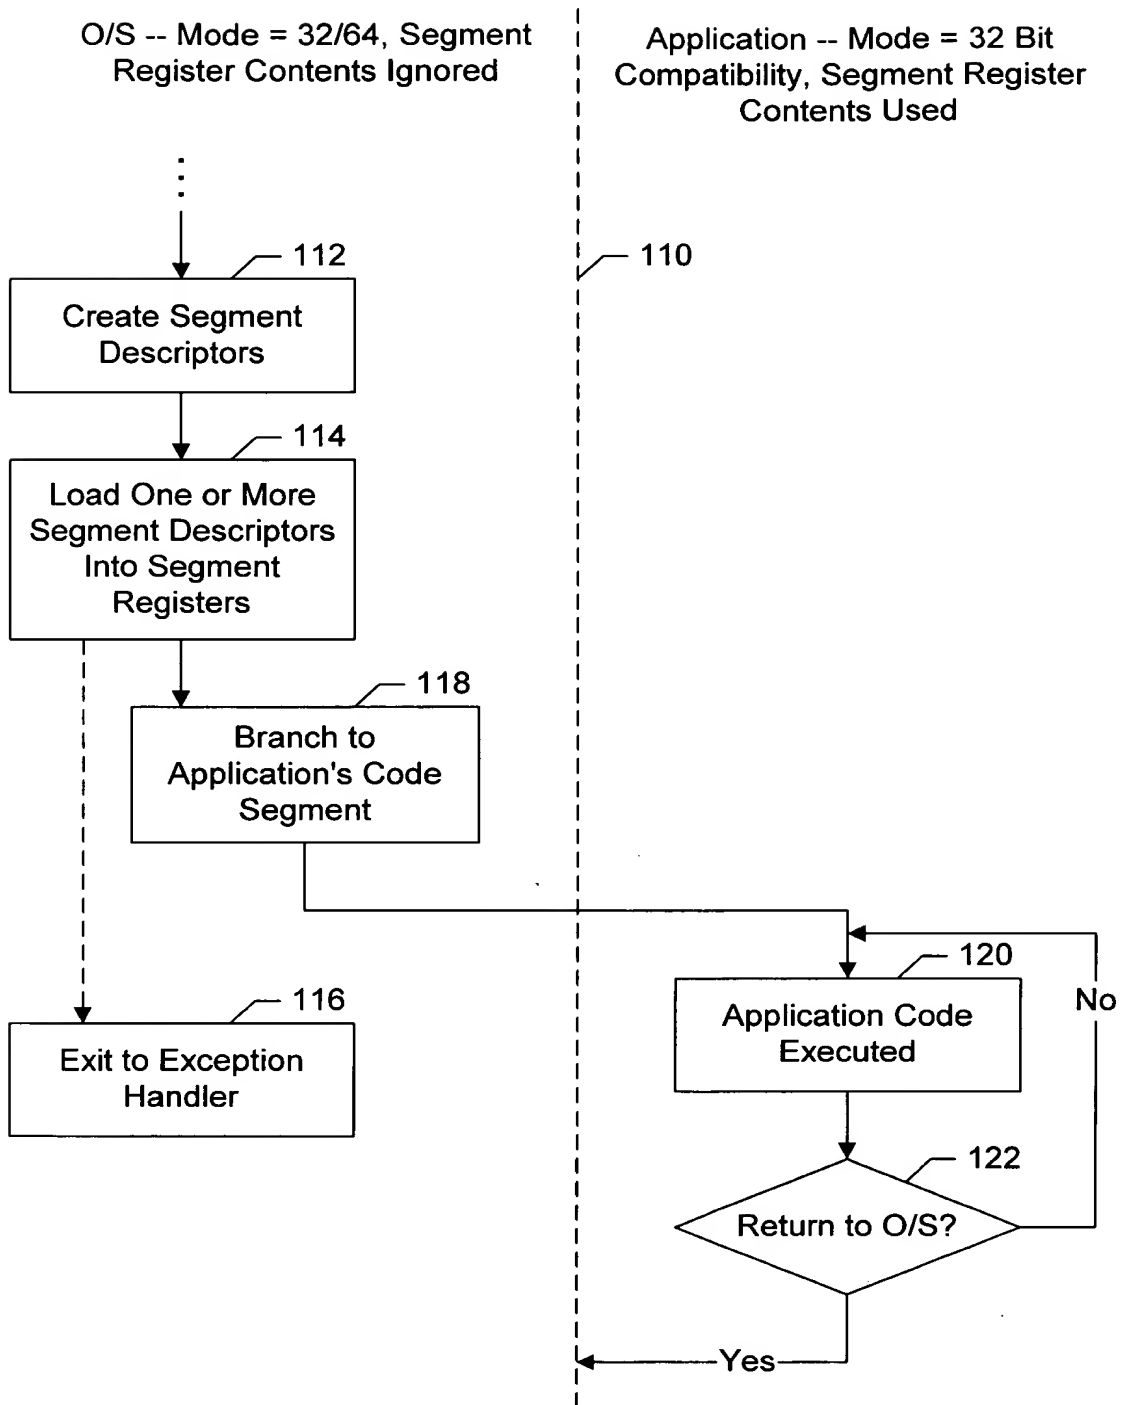 O/S -- Mode = 32/64, Segment
Register Contents Ignored
Application -- Mode = 32 Bit
Compatibility, Segment Register
Contents Used
112
110
Create Segment
Descriptors
114
Load One or More
Segment Descriptors
Into Segment
Registers
118
Branch to
Application's Code
Segment
120
No
116
Application Code
Executed
Exit to Exception
Handler
122
Return to O/S?
Yes